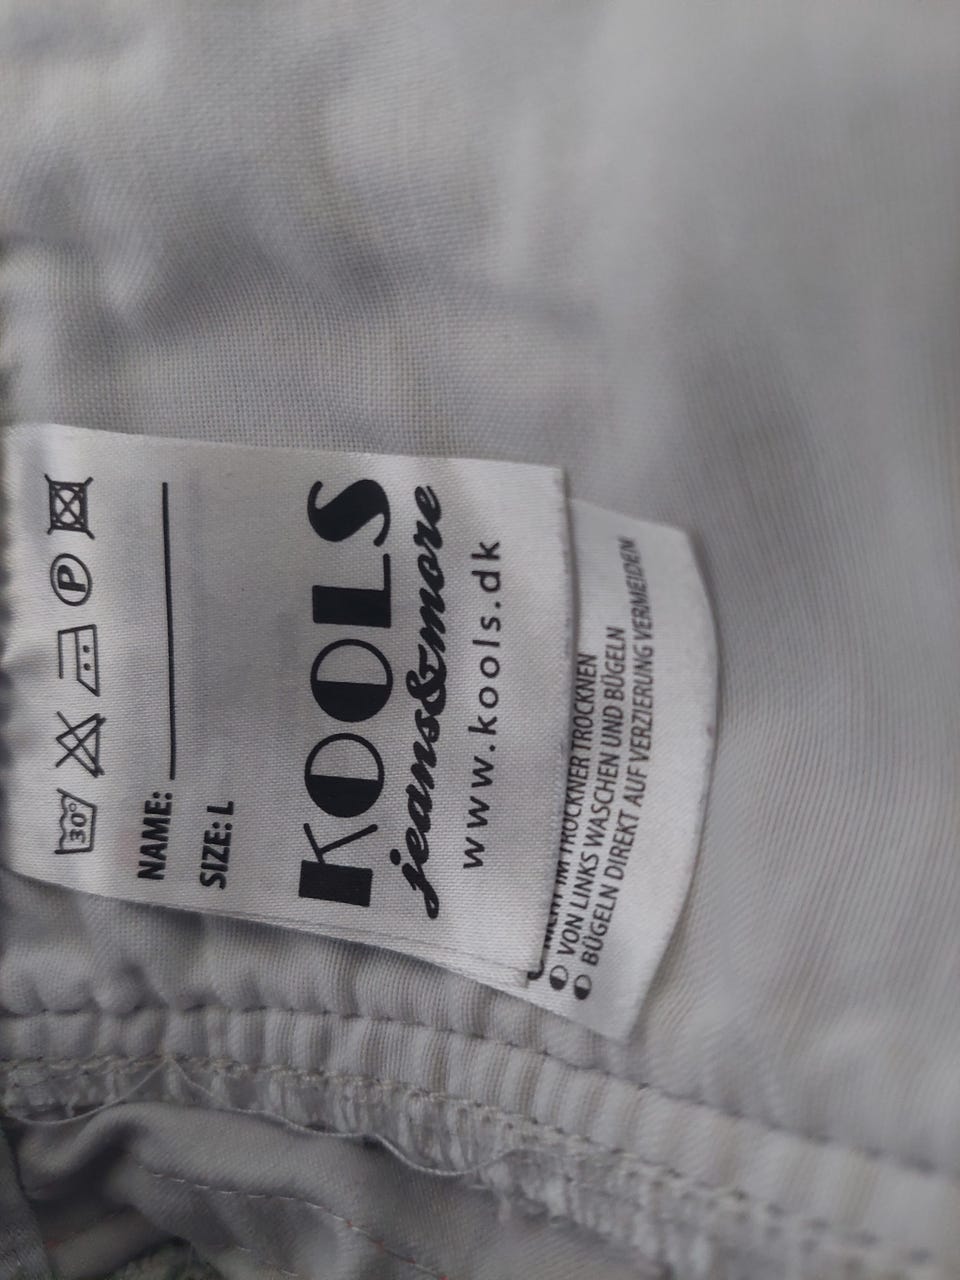 30°
P
NAME:
SIZE: L
KOOLS
jeans&more
www.kools.dk
NICHT IM TROCKNER TROCKNEN
VON LINKS WASCHEN UND BÜGELN
BÜGELN DIREKT AUF VERZIERUNG VERMEIDEN